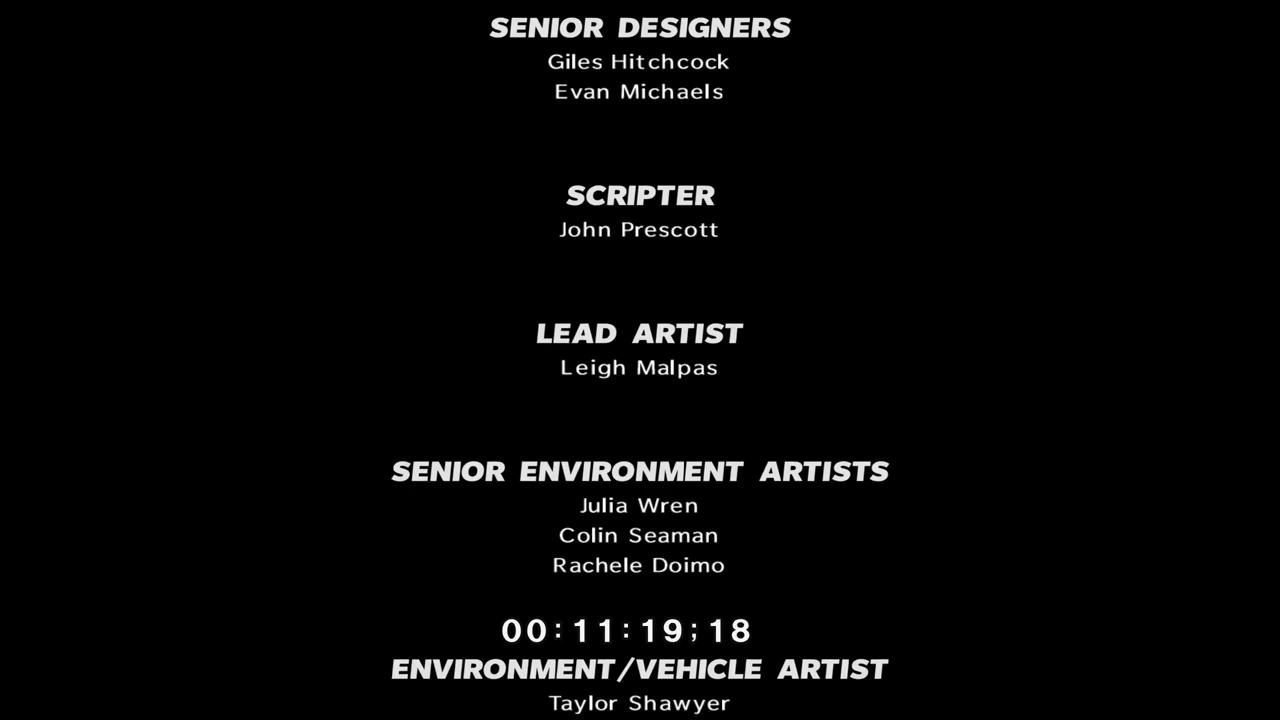 SENIOR DESIGNERS
Giles Hitchcock
Evan Michaels
SCRIPTER
John Prescott
LEAD ARTIST
Leigh Malpas
SENIOR ENVIRONMENT ARTISTS
Julia Wren
Colin Seaman
Rachele Doimo
00:11:19;18
ENVIRONMENT/VEHICLE ARTIST
Taylor Shawyer